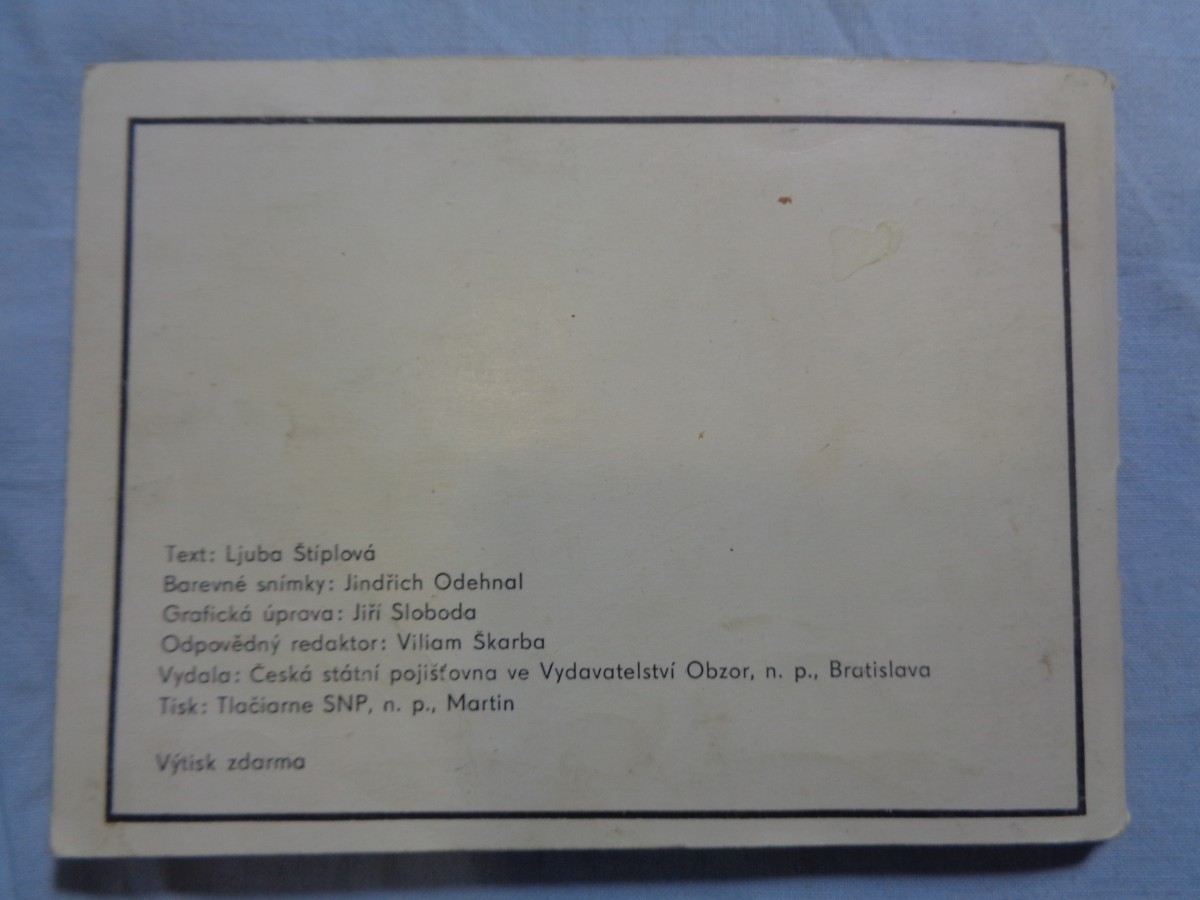 Text: Ljuba Štíplová
Barevné snímky: Jindřich Odehnal
Grafická úprava: Jiří Sloboda
Odpovědný redaktor: Viliam Škarba
Vydala: Česká státní pojišťovna ve Vydavatelství Obzor, n. p., Bratislava
Tisk: Tlačiarne SNP, n. p., Martin
Výtisk zdarma